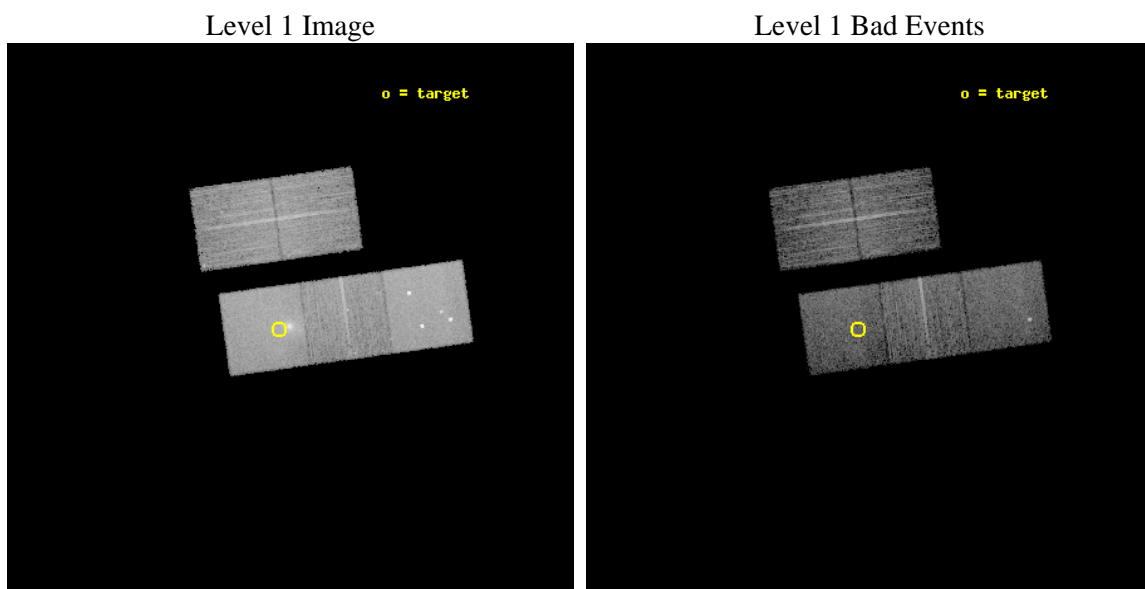 Level 1 Image
Level 1 Bad Events
o = target
o = target